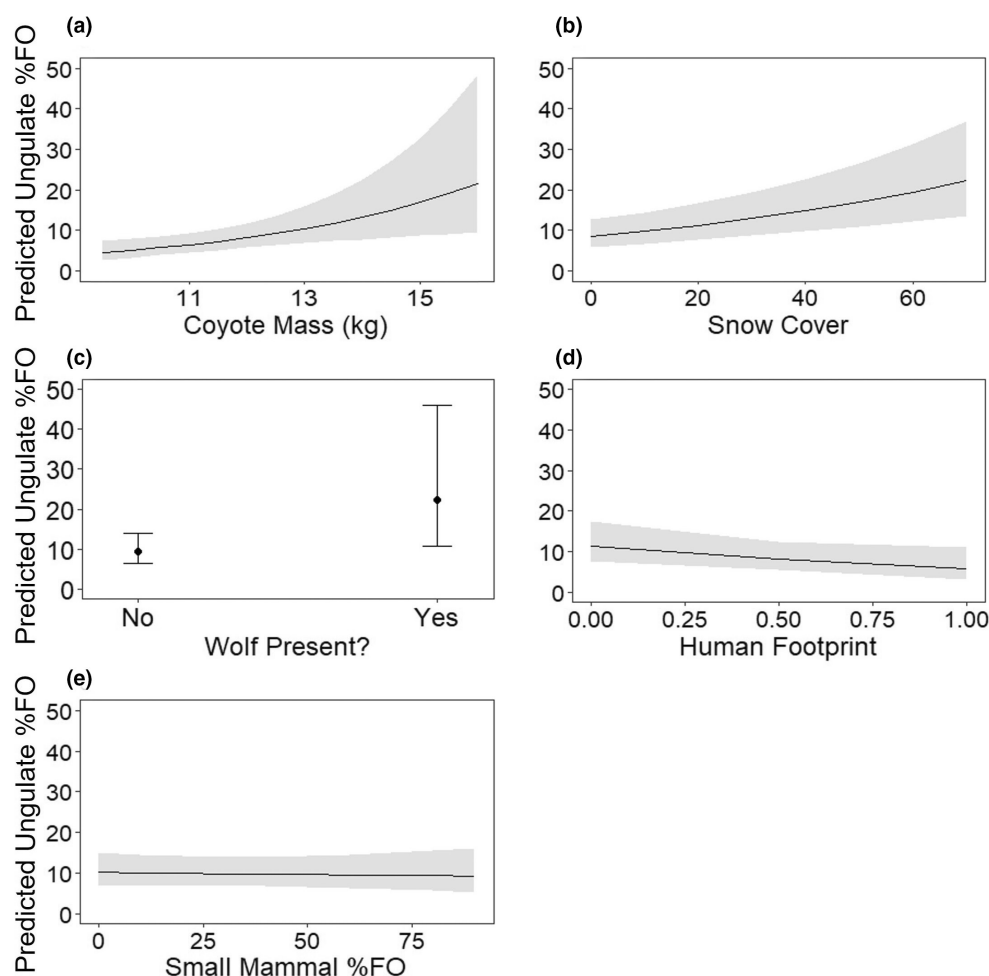 (a)
Predicted Ungulate %FO
50
40
30
20
10
0
11 13 15
Coyote Mass (kg)
(b)
50
40
30
20
10
0
0 20 40 60
Snow Cover
(c)
Predicted Ungulate %FO
50
40
30
20
10
0
No Yes
Wolf Present?
(d)
50
40
30
20
10
0
0.00 0.25 0.50 0.75 1.00
Human Footprint
(e)
Predicted Ungulate %FO
50
40
30
20
10
0
0 25 50 75
Small Mammal %FO